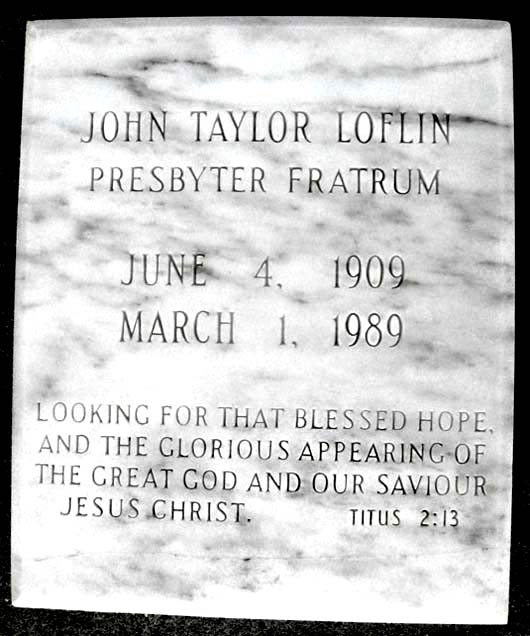 JOHN TAYLOR LOFLIN
PRESBYTER FRATRUM
JUNE 4, 1909
MARCH 1, 1989
LOOKING FOR THAT BLESSED HOPE,
AND THE GLORIOUS APPEARING OF
THE GREAT GOD AND OUR SAVIOUR
JESUS CHRIST. TITUS 2:13